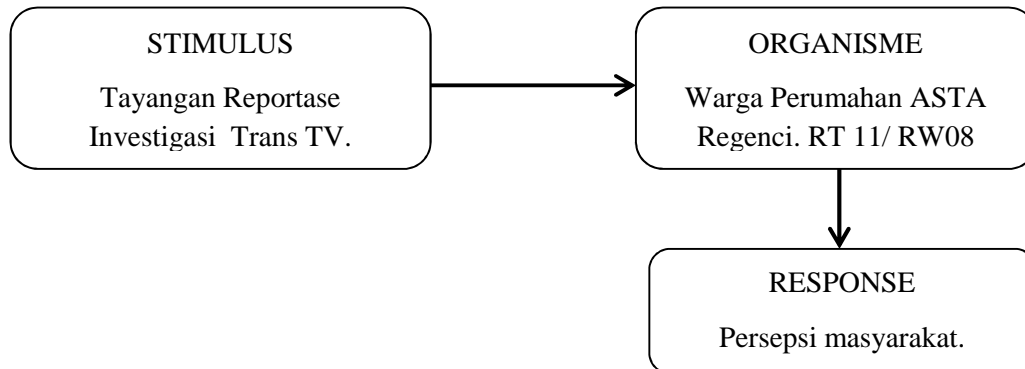 STIMULUS
Tayangan Reportase
Investigasi Trans TV.
ORGANISME
Warga Perumahan ASTA
Regenci. RT 11/ RW08
RESPONSE
Persepsi masyarakat.